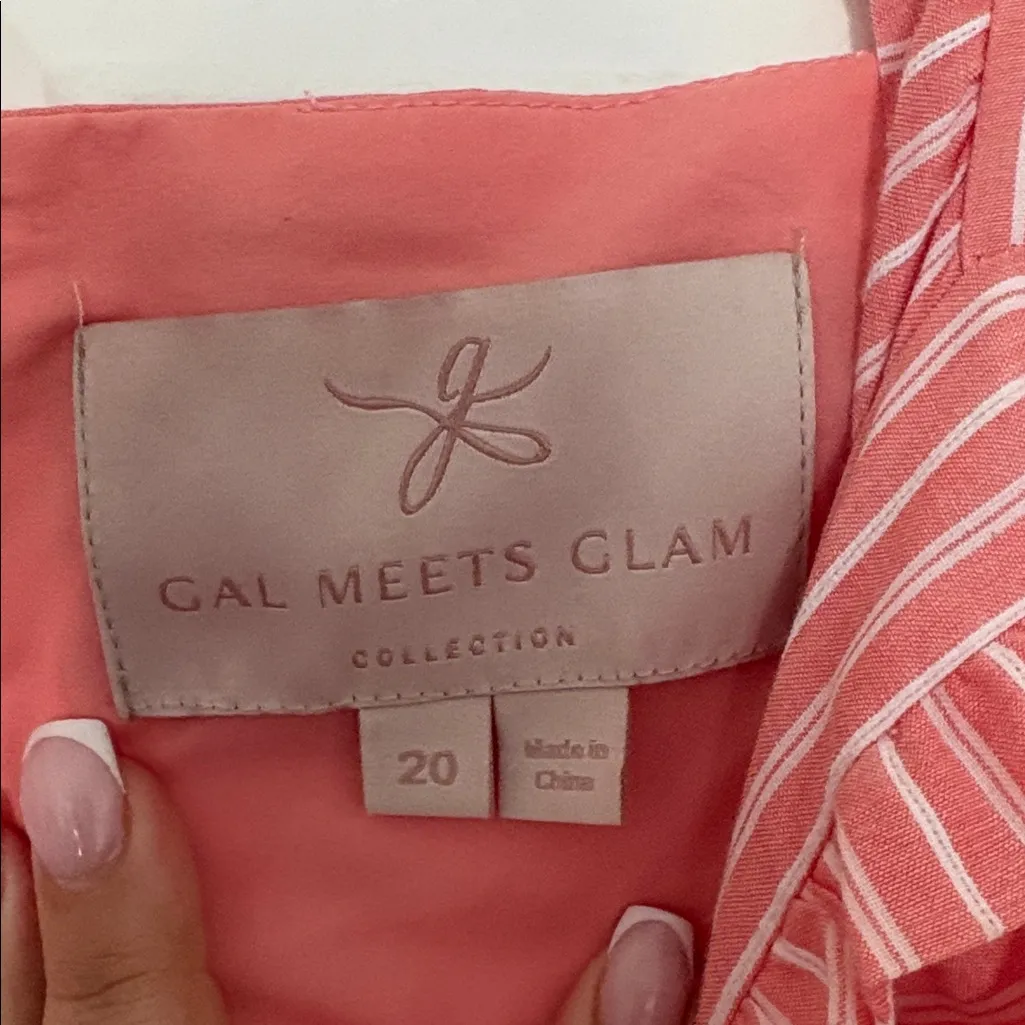 g
GAL MEETS GLAM
COLLECTION
20
Made in
China